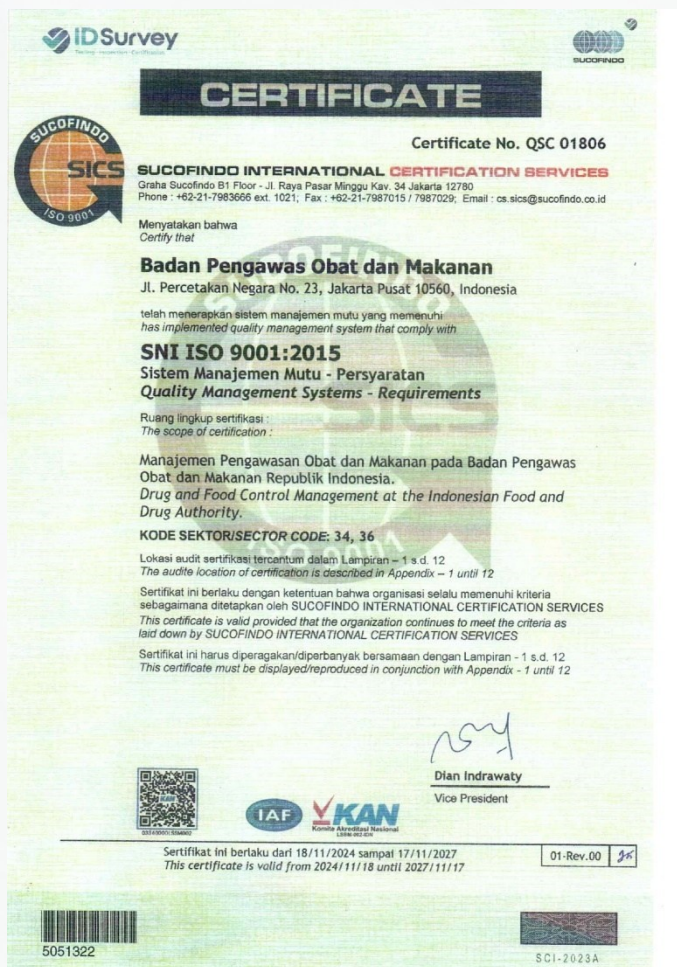 IDSurvey
SUCOFINDO
CERTIFICATE
Certificate No. QSC 01806
SUCOFINDO
SICS
ISO 9001
SUCOFINDO INTERNATIONAL CERTIFICATION SERVICES
Graha Sucofindo B1 Floor - Jl. Raya Pasar Minggu Kav. 34 Jakarta 12780
Phone : +62-21-7983666 ext. 1021; Fax : +62-21-7987015 / 7987029; Email : cs.sics@sucofindo.co.id
Menyatakan bahwa
Certify that
Badan Pengawas Obat dan Makanan
Jl. Percetakan Negara No. 23, Jakarta Pusat 10560, Indonesia
telah menerapkan sistem manajemen mutu yang memenuhi
has implemented quality management system that comply with
SNI ISO 9001:2015
Sistem Manajemen Mutu - Persyaratan
Quality Management Systems - Requirements
Ruang lingkup sertifikasi :
The scope of certification :
Manajemen Pengawasan Obat dan Makanan pada Badan Pengawas
Obat dan Makanan Republik Indonesia.
Drug and Food Control Management at the Indonesian Food and
Drug Authority.
KODE SEKTOR/SECTOR CODE: 34, 36
Lokasi audit sertifikasi tercantum dalam Lampiran – 1 s.d. 12
The audite location of certification is described in Appendix – 1 until 12
Sertifikat ini berlaku dengan ketentuan bahwa organisasi selalu memenuhi kriteria
sebagaimana ditetapkan oleh SUCOFINDO INTERNATIONAL CERTIFICATION SERVICES
This certificate is valid provided that the organization continues to meet the criteria as
laid down by SUCOFINDO INTERNATIONAL CERTIFICATION SERVICES
Sertifikat ini harus diperagakan/diperbanyak bersamaan dengan Lampiran - 1 s.d. 12
This certificate must be displayed/reproduced in conjunction with Appendix - 1 until 12
Dian Indrawaty
Vice President
KAN
IAF
KAN
Komite Akreditasi Nasional
Sertifikat ini berlaku dari 18/11/2024 sampai 17/11/2027
This certificate is valid from 2024/11/18 until 2027/11/17
01-Rev.00
5051322
SCI-2023A